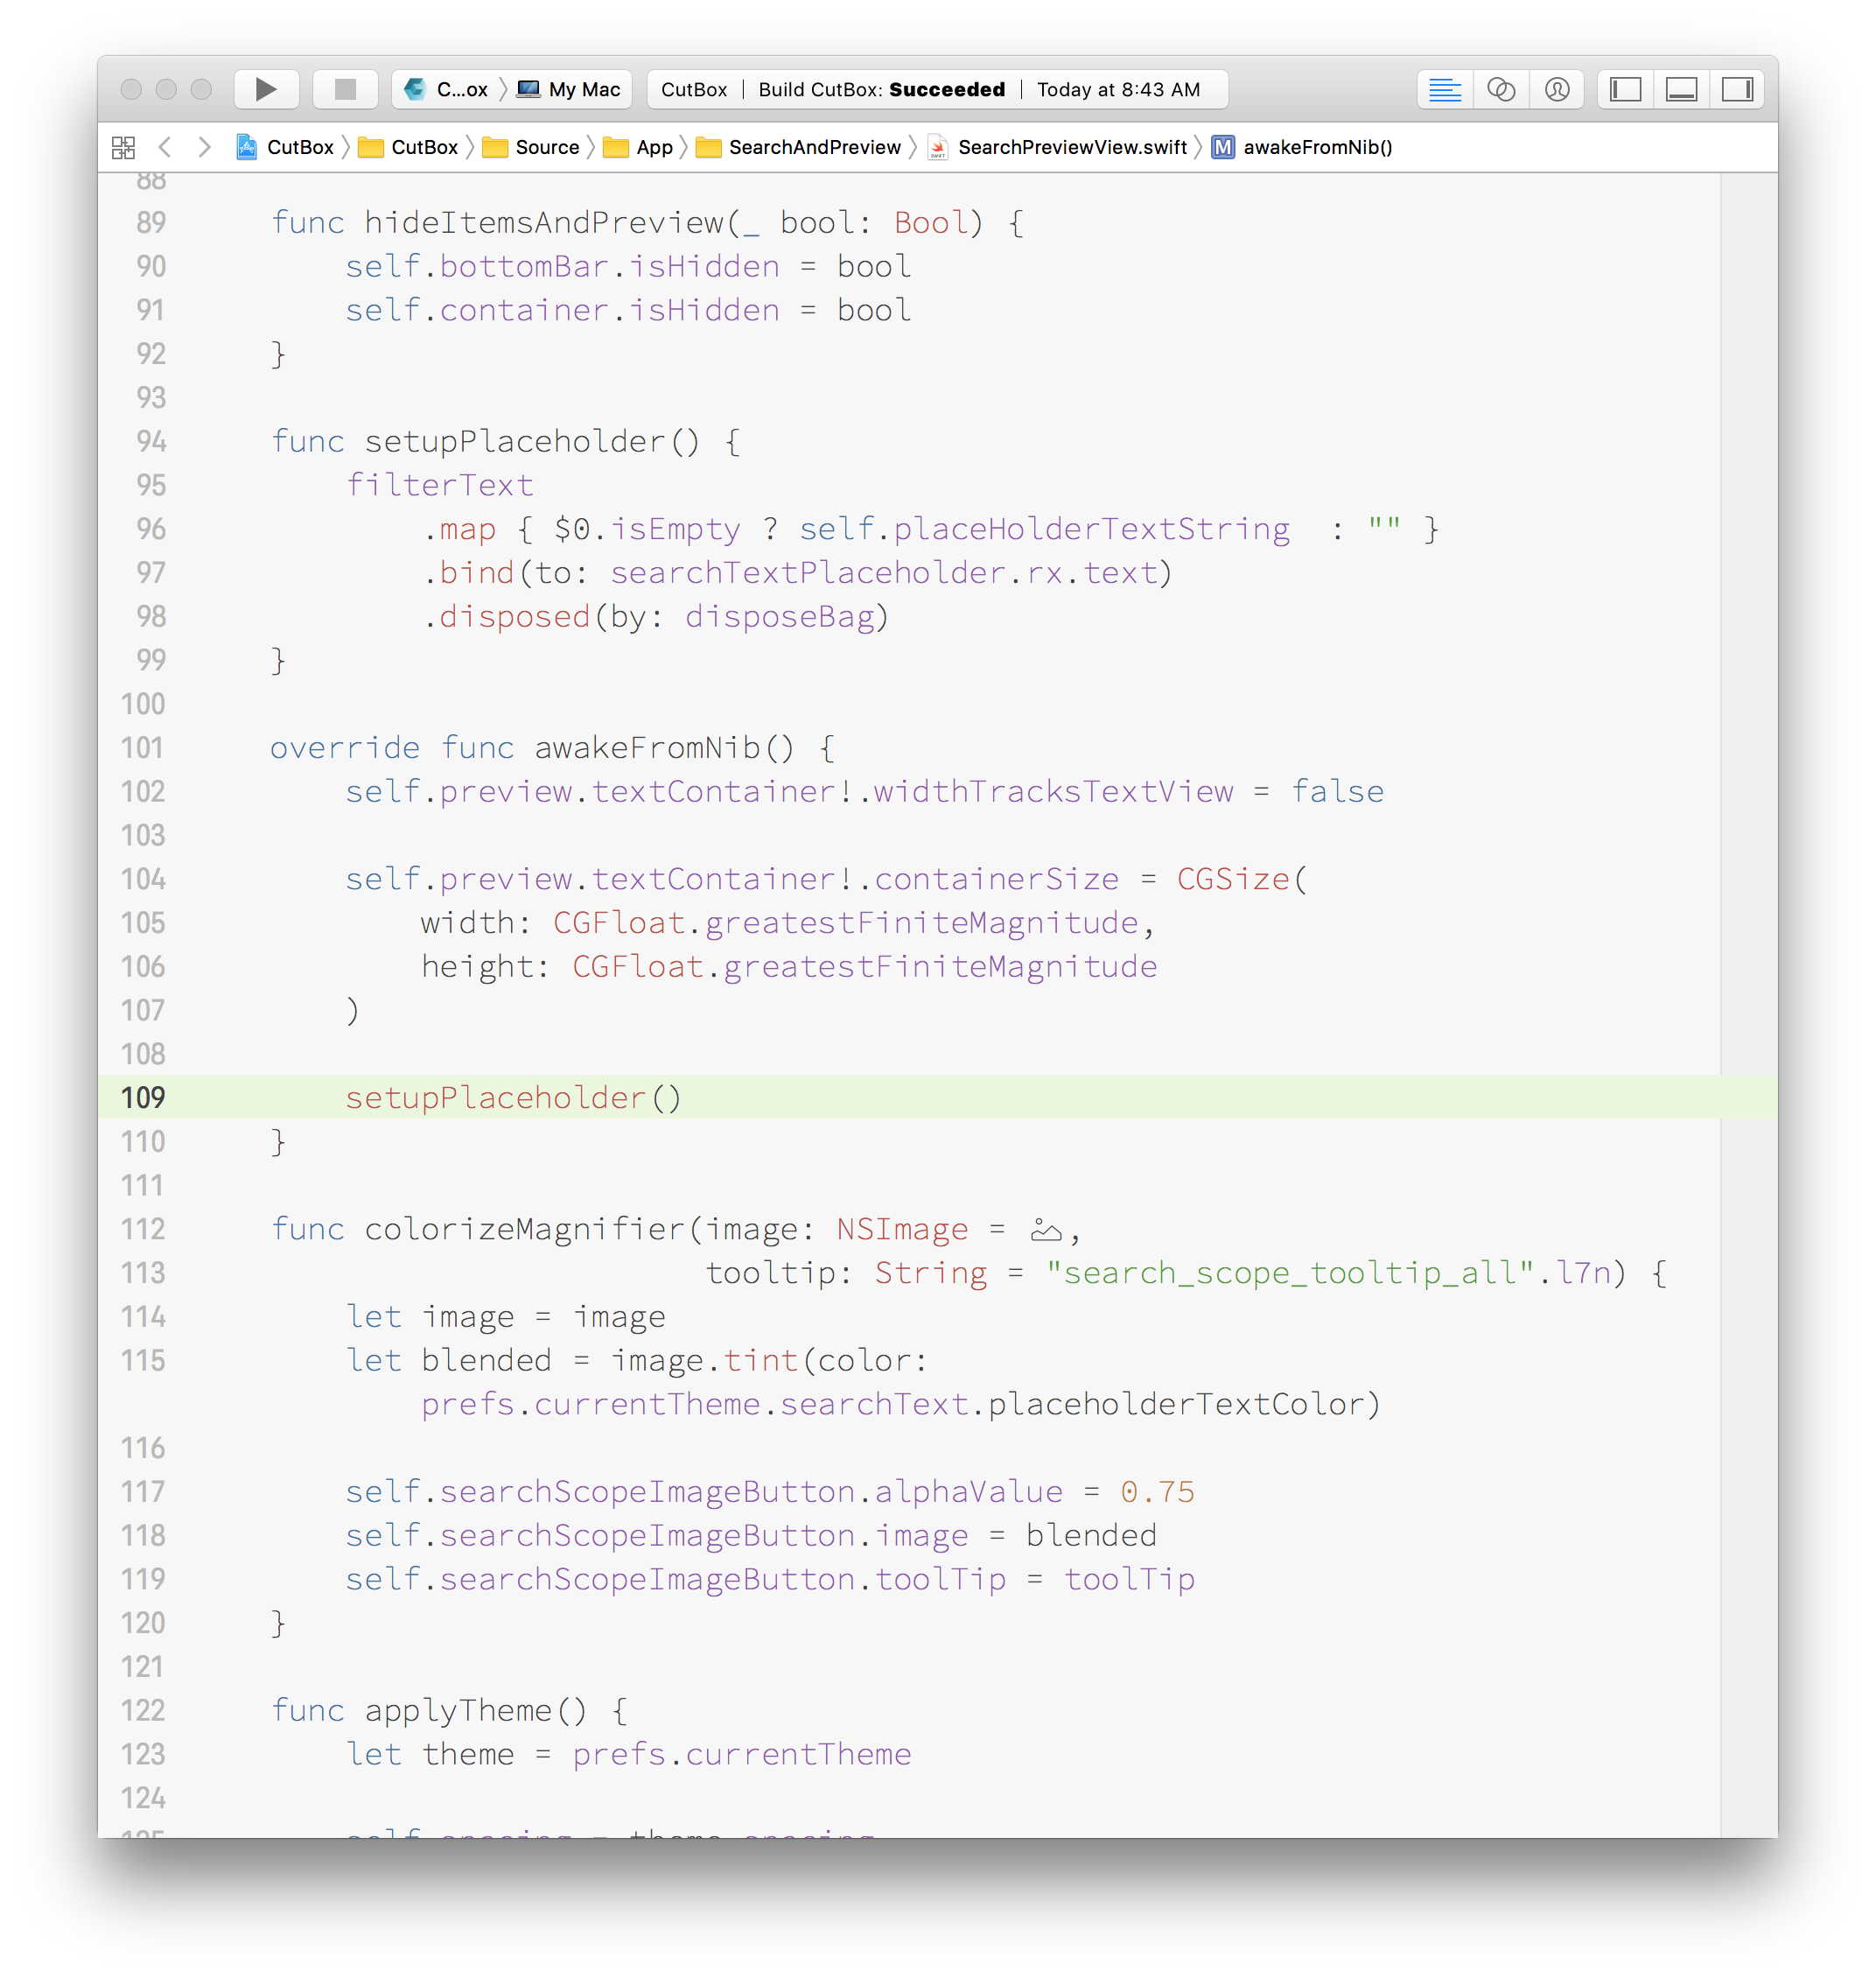 C...ox My Mac CutBox | Build CutBox: Succeeded | Today at 8:43 AM
CutBox CutBox Source App SearchAndPreview SearchPreviewView.swift M awakeFromNib()
88
89 func hideItemsAndPreview(_ bool: Bool) {
90 self.bottomBar.isHidden = bool
91 self.container.isHidden = bool
92 }
93
94 func setupPlaceholder() {
95 filterText
96 .map { $0.isEmpty ? self.placeHolderTextString  : "" }
97 .bind(to: searchTextPlaceholder.rx.text)
98 .disposed(by: disposeBag)
99 }
100
101 override func awakeFromNib() {
102 self.preview.textContainer!.widthTracksTextView = false
103
104 self.preview.textContainer!.containerSize = CGSize(
105 width: CGFloat.greatestFiniteMagnitude,
106 height: CGFloat.greatestFiniteMagnitude
107 )
108
109 setupPlaceholder()
110 }
111
112 func colorizeMagnifier(image: NSImage = ,
113 tooltip: String = "search_scope_tooltip_all".l7n) {
114 let image = image
115 let blended = image.tint(color:
prefs.currentTheme.searchText.placeholderTextColor)
116
117 self.searchScopeImageButton.alphaValue = 0.75
118 self.searchScopeImageButton.image = blended
119 self.searchScopeImageButton.toolTip = toolTip
120 }
121
122 func applyTheme() {
123 let theme = prefs.currentTheme
124
125 self.spacing = theme.spacing